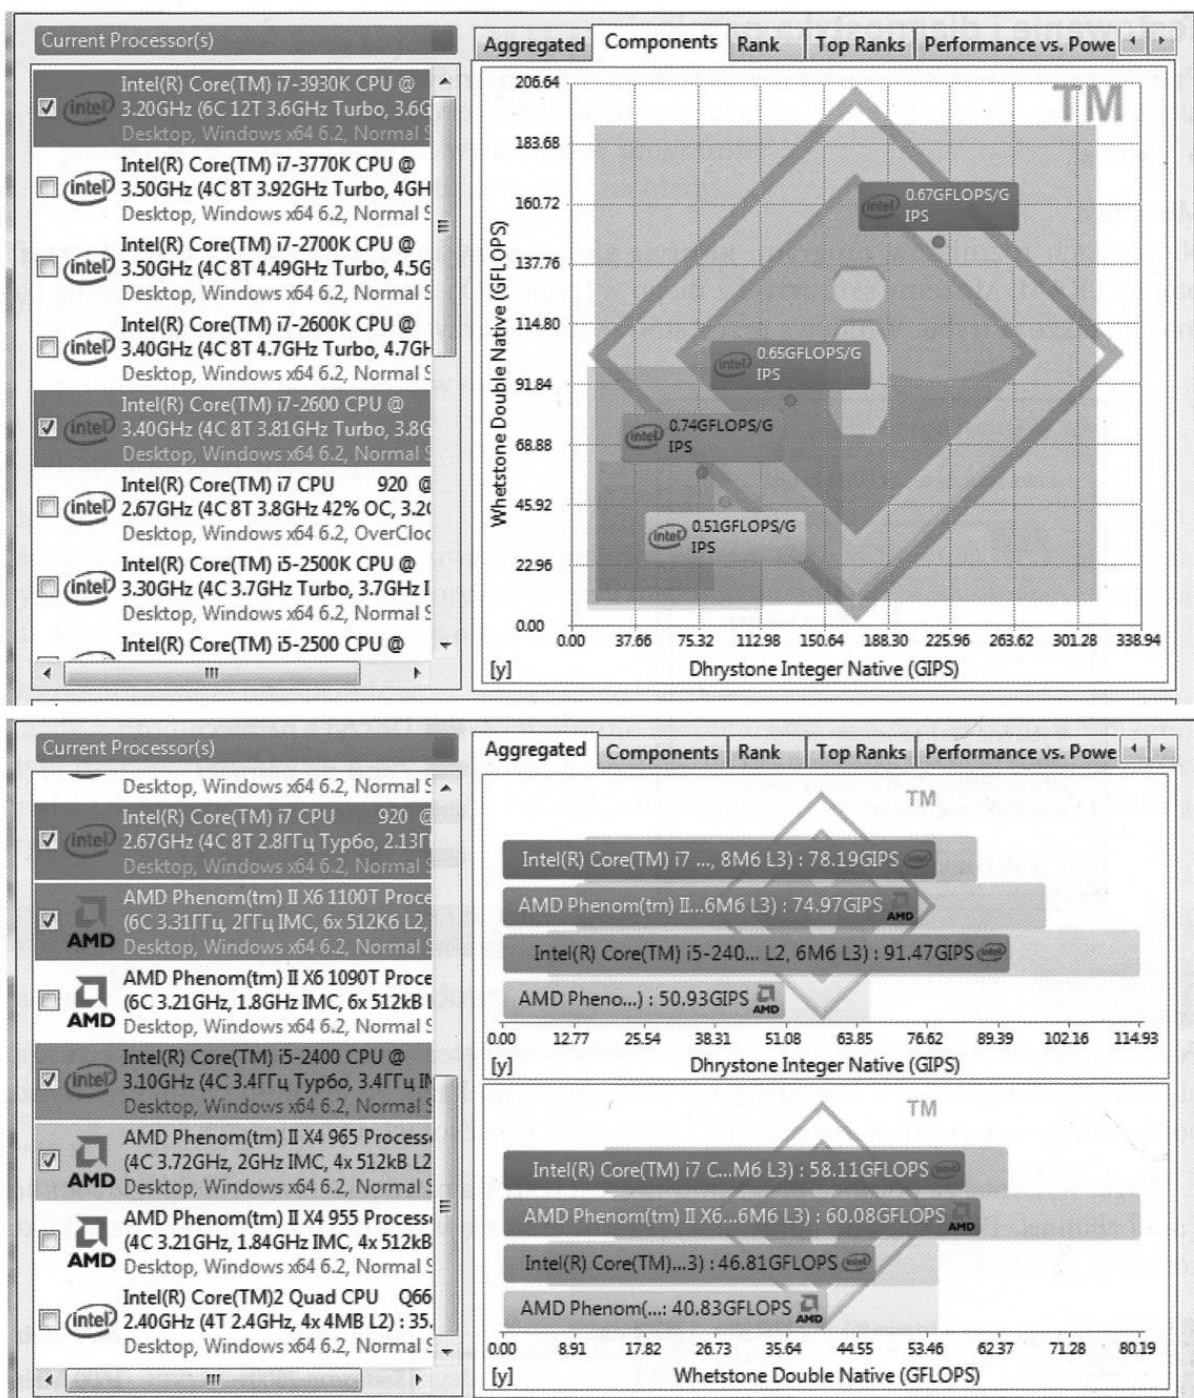 Current Processor(s)
Intel(R) Core(TM) i7-3930K CPU @
3.20GHz (6C 12T 3.6GHz Turbo, 3.6G
Desktop, Windows x64 6.2, Normal S
Intel(R) Core(TM) i7-3770K CPU @
3.50GHz (4C 8T 3.92GHz Turbo, 4GH
Desktop, Windows x64 6.2, Normal S
Intel(R) Core(TM) i7-2700K CPU @
3.50GHz (4C 8T 4.49GHz Turbo, 4.5G
Desktop, Windows x64 6.2, Normal S
Intel(R) Core(TM) i7-2600K CPU @
3.40GHz (4C 8T 4.7GHz Turbo, 4.7GH
Desktop, Windows x64 6.2, Normal S
Intel(R) Core(TM) i7-2600 CPU @
3.40GHz (4C 8T 3.81GHz Turbo, 3.8G
Desktop, Windows x64 6.2, Normal S
Intel(R) Core(TM) i7 CPU 920 @
2.67GHz (4C 8T 3.8GHz 42% OC, 3.2G
Desktop, Windows x64 6.2, OverCloc
Intel(R) Core(TM) i5-2500K CPU @
3.30GHz (4C 3.7GHz Turbo, 3.7GHz I
Desktop, Windows x64 6.2, Normal S
Intel(R) Core(TM) i5-2500 CPU @
Aggregated Components Rank Top Ranks Performance vs. Powe
TM
206.64
183.68
160.72
137.76
114.80
91.84
68.88
45.92
22.96
0.00
Whetstone Double Native (GFLOPS)
intel 0.67GFLOPS/G
IPS
intel 0.65GFLOPS/G
IPS
intel 0.74GFLOPS/G
IPS
intel 0.51GFLOPS/G
IPS
0.00 37.66 75.32 112.98 150.64 188.30 225.96 263.62 301.28 338.94
[y] Dhrystone Integer Native (GIPS)
Current Processor(s)
Desktop, Windows x64 6.2, Normal S
Intel(R) Core(TM) i7 CPU 920 @
2.67GHz (4C 8T 2.8ГГц Турбо, 2.13ГГ
Desktop, Windows x64 6.2, Normal S
AMD Phenom(tm) II X6 1100T Proce
(6C 3.31ГГц, 2ГГц IMC, 6x 512Кб L2,
Desktop, Windows x64 6.2, Normal S
AMD Phenom(tm) II X6 1090T Proce
(6C 3.21GHz, 1.8GHz IMC, 6x 512kB L
Desktop, Windows x64 6.2, Normal S
Intel(R) Core(TM) i5-2400 CPU @
3.10GHz (4C 3.4ГГц Турбо, 3.4ГГц IM
Desktop, Windows x64 6.2, Normal S
AMD Phenom(tm) II X4 965 Process
(4C 3.72GHz, 2GHz IMC, 4x 512kB L2
Desktop, Windows x64 6.2, Normal S
AMD Phenom(tm) II X4 955 Process
(4C 3.21GHz, 1.84GHz IMC, 4x 512kB
Desktop, Windows x64 6.2, Normal S
Intel(R) Core(TM)2 Quad CPU Q66
2.40GHz (4T 2.4GHz, 4x 4MB L2) : 35.
Desktop, Windows x64 6.2, Normal S
Aggregated Components Rank Top Ranks Performance vs. Powe
TM
Intel(R) Core(TM) i7 ..., 8Мб L3) : 78.19GIPS intel
AMD Phenom(tm) II...6Мб L3) : 74.97GIPS AMD
Intel(R) Core(TM) i5-240... L2, 6Мб L3) : 91.47GIPS intel
AMD Pheno...) : 50.93GIPS AMD
0.00 12.77 25.54 38.31 51.08 63.85 76.62 89.39 102.16 114.93
[y] Dhrystone Integer Native (GIPS)
TM
Intel(R) Core(TM) i7 C...Мб L3) : 58.11GFLOPS intel
AMD Phenom(tm) II X6...6Мб L3) : 60.08GFLOPS AMD
Intel(R) Core(TM)...3) : 46.81GFLOPS intel
AMD Phenom(...: 40.83GFLOPS AMD
0.00 8.91 17.82 26.73 35.64 44.55 53.46 62.37 71.28 80.19
[y] Whetstone Double Native (GFLOPS)